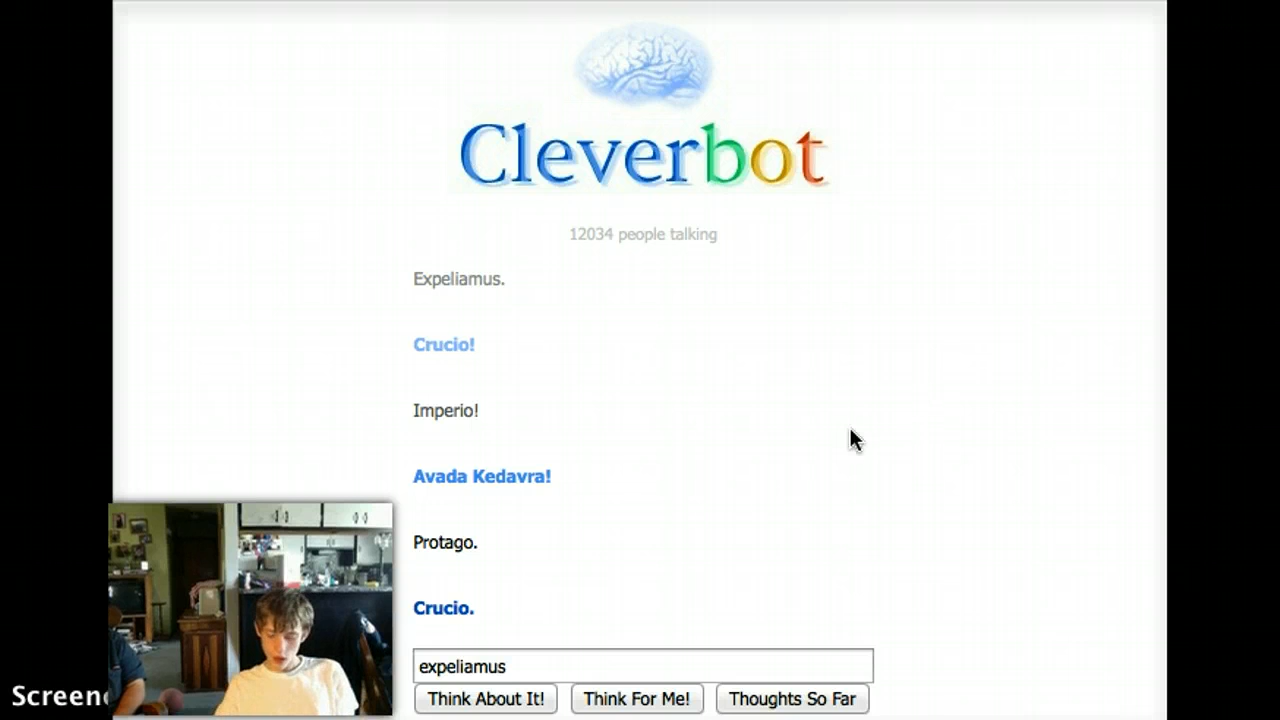 Cleverbot
12034 people talking
Expeliamus.
Crucio!
Imperio!
Avada Kedavra!
Protago.
Crucio.
expeliamus
Think About It!
Think For Me!
Thoughts So Far
Screen